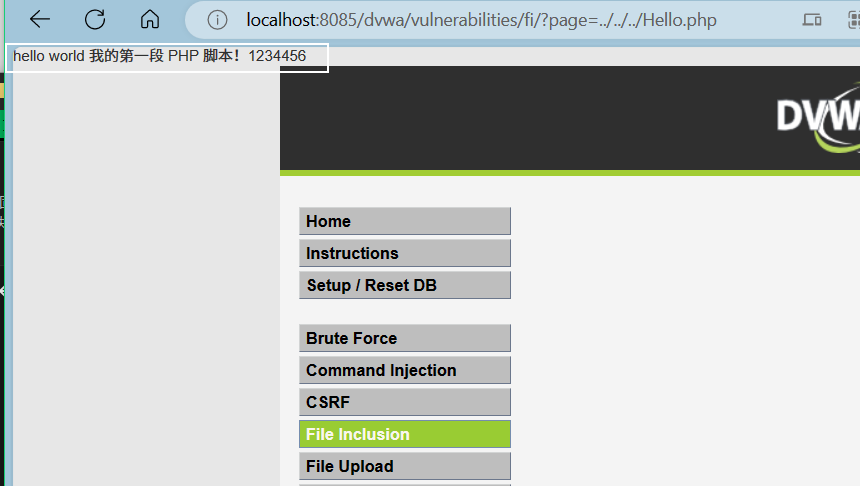 localhost:8085/dvwa/vulnerabilities/fi/?page=../../../Hello.php
hello world 我的第一段 PHP 脚本！1234456
Home
Instructions
Setup / Reset DB
Brute Force
Command Injection
CSRF
File Inclusion
File Upload